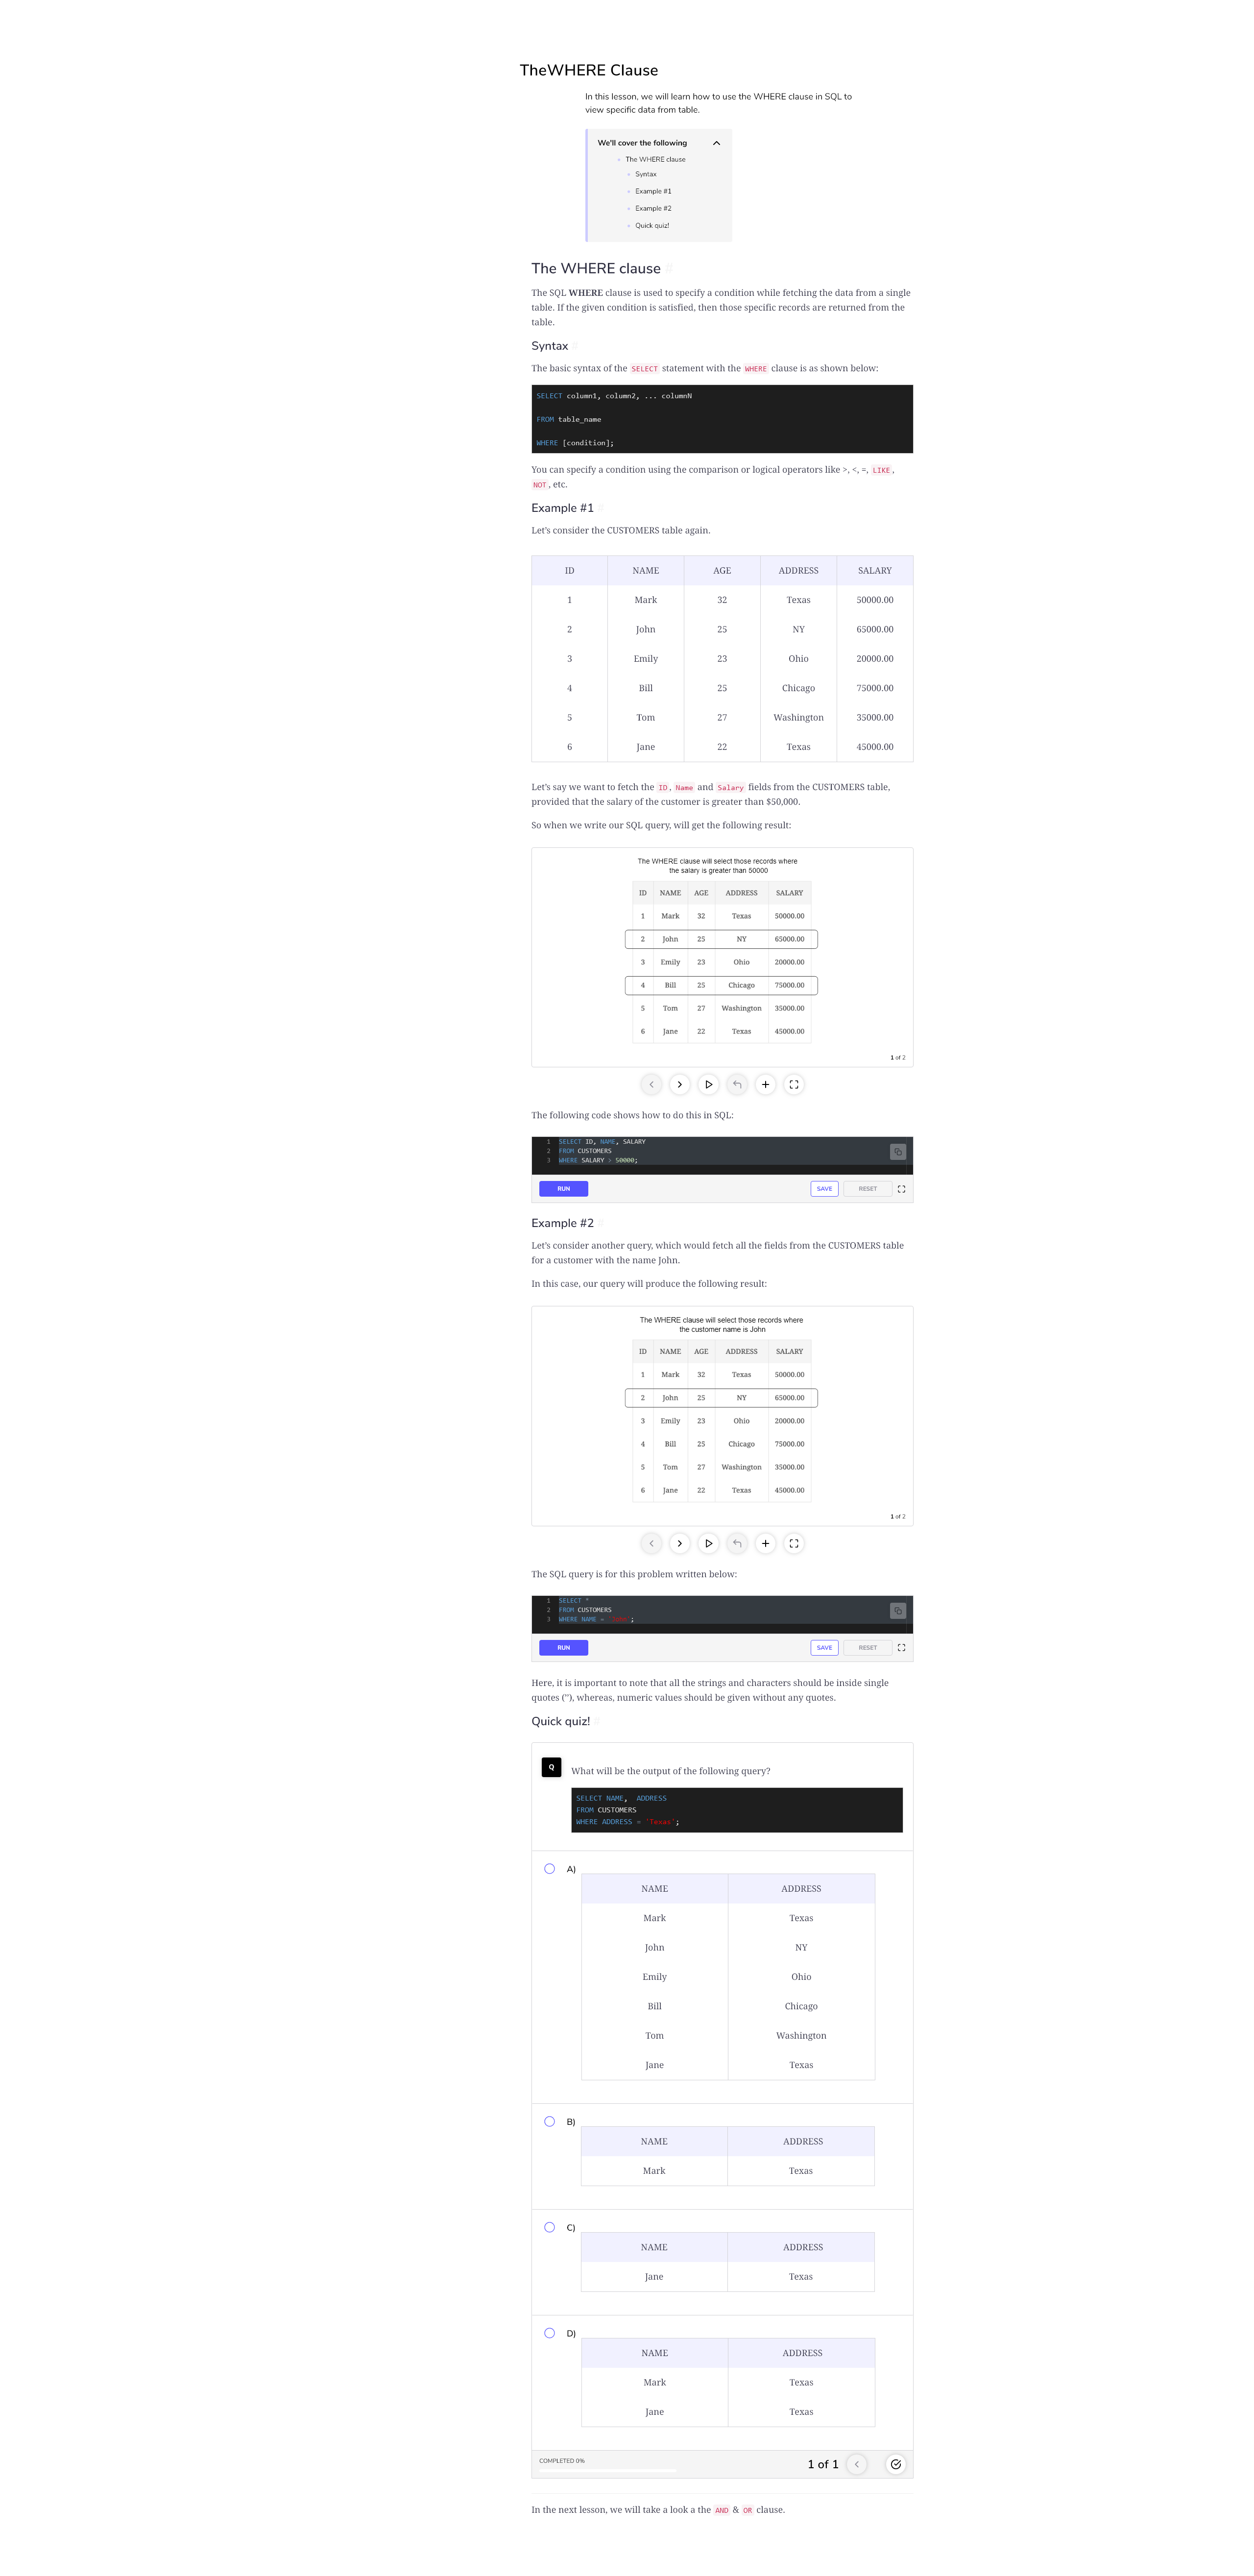 TheWHERE Clause
In this lesson, we will learn how to use the WHERE clause in SQL to
view specific data from table.
We'll cover the following
The WHERE clause
Syntax
Example #1
Example #2
Quick quiz!
The WHERE clause
The SQL WHERE clause is used to specify a condition while fetching the data from a single
table. If the given condition is satisfied, then those specific records are returned from the
table.
Syntax
The basic syntax of the SELECT statement with the WHERE clause is as shown below:
SELECT column1, column2, ... columnN
FROM table_name
WHERE [condition];
You can specify a condition using the comparison or logical operators like >, <, =, LIKE,
NOT, etc.
Example #1
Let's consider the CUSTOMERS table again.
ID NAME AGE ADDRESS SALARY
1 Mark 32 Texas 50000.00
2 John 25 NY 65000.00
3 Emily 23 Ohio 20000.00
4 Bill 25 Chicago 75000.00
5 Tom 27 Washington 35000.00
6 Jane 22 Texas 45000.00
Let's say we want to fetch the ID, Name and Salary fields from the CUSTOMERS table,
provided that the salary of the customer is greater than $50,000.
So when we write our SQL query, will get the following result:
The WHERE clause will select those records where
the salary is greater than 50000
ID NAME AGE ADDRESS SALARY
1 Mark 32 Texas 50000.00
2 John 25 NY 65000.00
3 Emily 23 Ohio 20000.00
4 Bill 25 Chicago 75000.00
5 Tom 27 Washington 35000.00
6 Jane 22 Texas 45000.00
1 of 2
The following code shows how to do this in SQL:
1 SELECT ID, NAME, SALARY
2 FROM CUSTOMERS
3 WHERE SALARY > 50000;
RUN SAVE RESET
Example #2
Let's consider another query, which would fetch all the fields from the CUSTOMERS table
for a customer with the name John.
In this case, our query will produce the following result:
The WHERE clause will select those records where
the customer name is John
ID NAME AGE ADDRESS SALARY
1 Mark 32 Texas 50000.00
2 John 25 NY 65000.00
3 Emily 23 Ohio 20000.00
4 Bill 25 Chicago 75000.00
5 Tom 27 Washington 35000.00
6 Jane 22 Texas 45000.00
1 of 2
The SQL query is for this problem written below:
1 SELECT *
2 FROM CUSTOMERS
3 WHERE NAME = 'John';
RUN SAVE RESET
Here, it is important to note that all the strings and characters should be inside single
quotes (''), whereas, numeric values should be given without any quotes.
Quick quiz!
Q
What will be the output of the following query?
SELECT NAME,  ADDRESS
FROM CUSTOMERS
WHERE ADDRESS = 'Texas';
A)
NAME ADDRESS
Mark Texas
John NY
Emily Ohio
Bill Chicago
Tom Washington
Jane Texas
B)
NAME ADDRESS
Mark Texas
C)
NAME ADDRESS
Jane Texas
D)
NAME ADDRESS
Mark Texas
Jane Texas
COMPLETED 0%
1 of 1
In the next lesson, we will take a look a the AND & OR clause.